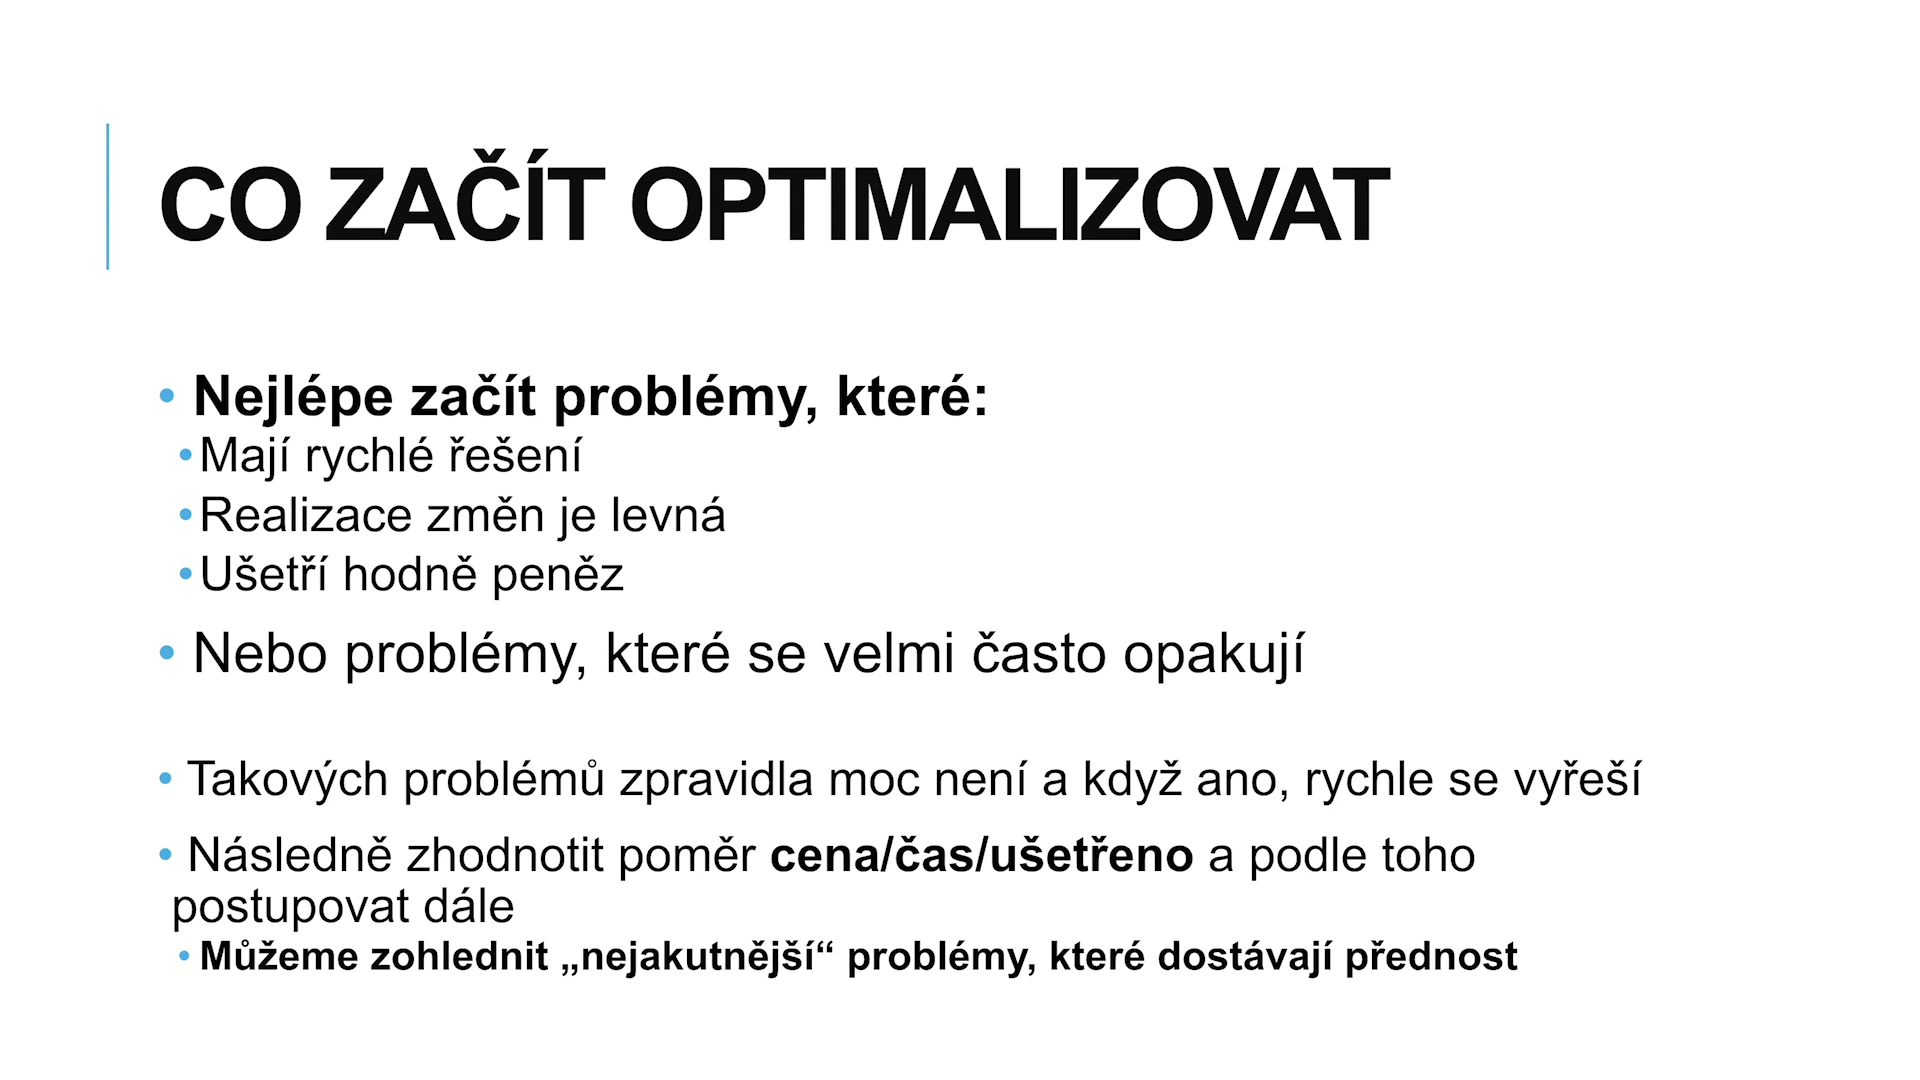 CO ZAČÍT OPTIMALIZOVAT
• Nejlépe začít problémy, které:
• Mají rychlé řešení
• Realizace změn je levná
• Ušetří hodně peněz
• Nebo problémy, které se velmi často opakují
• Takových problémů zpravidla moc není a když ano, rychle se vyřeší
• Následně zhodnotit poměr cena/čas/ušetřeno a podle toho
postupovat dále
• Můžeme zohlednit „nejakutnější“ problémy, které dostávají přednost